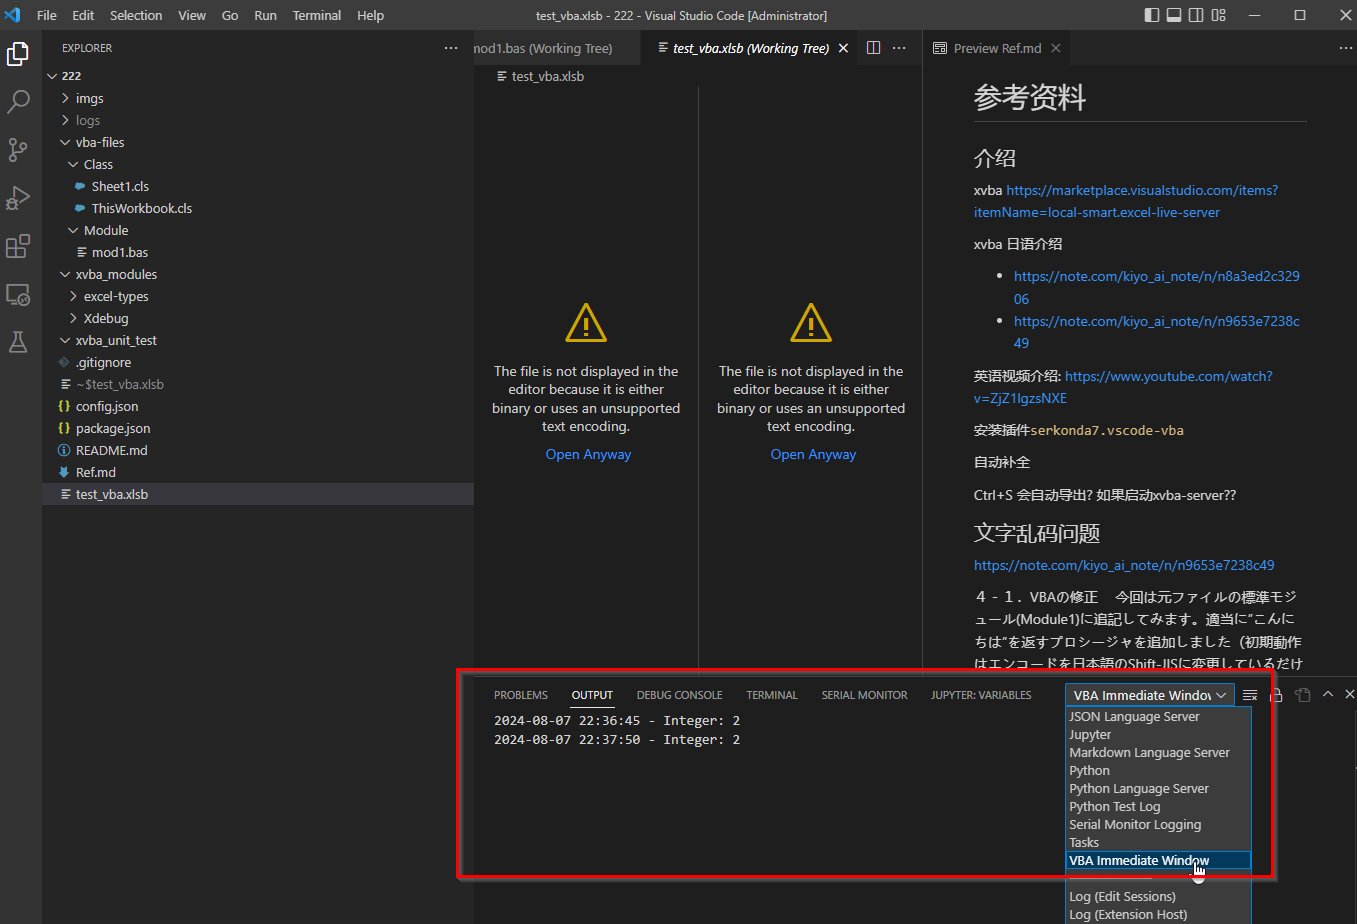 File Edit Selection View Go Run Terminal Help
test_vba.xlsb - 222 - Visual Studio Code [Administrator]
EXPLORER
222
imgs
logs
vba-files
Class
Sheet1.cls
ThisWorkbook.cls
Module
mod1.bas
xvba_modules
excel-types
Xdebug
xvba_unit_test
.gitignore
~$test_vba.xlsb
config.json
package.json
README.md
Ref.md
test_vba.xlsb
mod1.bas (Working Tree)
test_vba.xlsb (Working Tree)
test_vba.xlsb
The file is not displayed in the
editor because it is either
binary or uses an unsupported
text encoding.
Open Anyway
The file is not displayed in the
editor because it is either
binary or uses an unsupported
text encoding.
Open Anyway
Preview Ref.md
参考资料
介绍
xvba https://marketplace.visualstudio.com/items?
itemName=local-smart.excel-live-server
xvba 日语介绍
https://note.com/kiyo_ai_note/n/n8a3ed2c329
06
https://note.com/kiyo_ai_note/n/n9653e7238c
49
英语视频介绍: https://www.youtube.com/watch?
v=ZjZ1lgzsNXE
安装插件serkonda7.vscode-vba
自动补全
Ctrl+S 会自动导出? 如果启动xvba-server??
文字乱码问题
https://note.com/kiyo_ai_note/n/n9653e7238c49
４－１．VBAの修正　今回は元ファイルの標準モジ
ュール(Module1)に追記してみます。適当に"こんに
ちは"を返すプロシージャを追加しました（初期動作
はエンコードを日本語のShift-JISに変更しているだけ
PROBLEMS OUTPUT DEBUG CONSOLE TERMINAL SERIAL MONITOR JUPYTER: VARIABLES
VBA Immediate Window
2024-08-07 22:36:45 - Integer: 2
2024-08-07 22:37:50 - Integer: 2
JSON Language Server
Jupyter
Markdown Language Server
Python
Python Language Server
Python Test Log
Serial Monitor Logging
Tasks
VBA Immediate Window
Log (Edit Sessions)
Log (Extension Host)